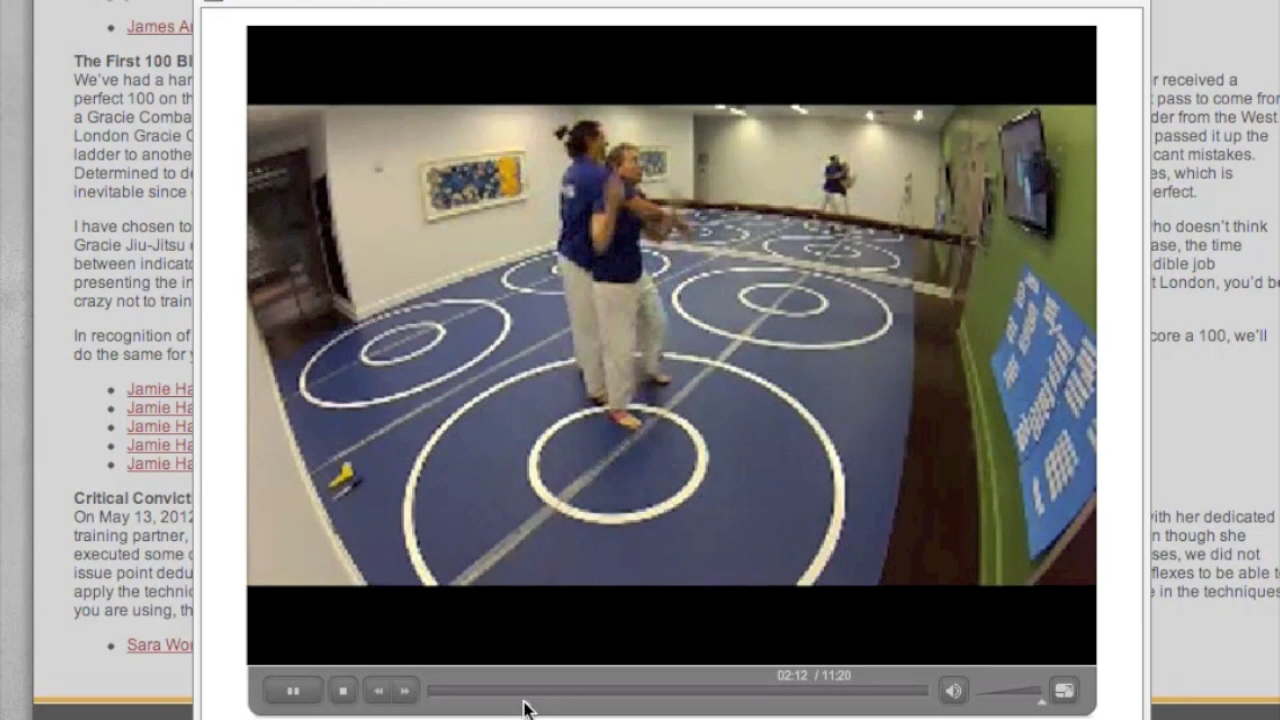 James A
The First 100 Bl
We've had a har
r received a
perfect 100 on th
t pass to come from
a Gracie Comba
der from the West
London Gracie C
passed it up the
ladder to anothe
cant mistakes.
Determined to de
es, which is
inevitable since
erfect.
I have chosen to
ho doesn't think
Gracie Jiu-Jitsu
ase, the time
between indicato
dible job
presenting the in
t London, you'd be
crazy not to train
In recognition of
core a 100, we'll
do the same for
Jamie Ha
Jamie Ha
Jamie Ha
Jamie Ha
Jamie Ha
Critical Convict
On May 13, 2012
ith her dedicated
training partner,
n though she
executed some
ses, we did not
issue point dedu
flexes to be able to
apply the techni
e in the techniques
you are using, th
Sara Wo
02:12 / 11:20